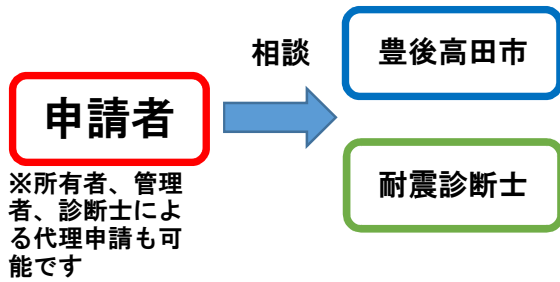 相談
豊後高田市
申請者
耐震診断士
※所有者、管理
者、診断士によ
る代理申請も可
能です